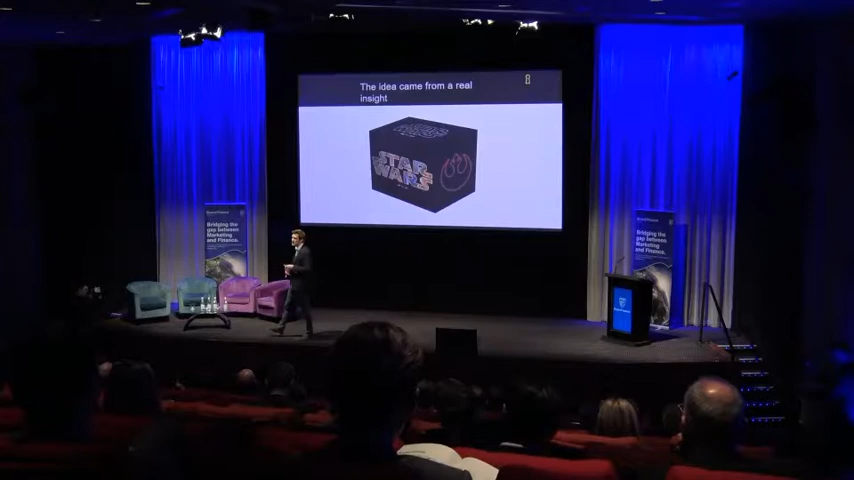 The idea came from a real
insight
STAR
WARS
Bridging the
gap between
Marketing
and Finance.
Bridging the
gap between
Marketing
and Finance.